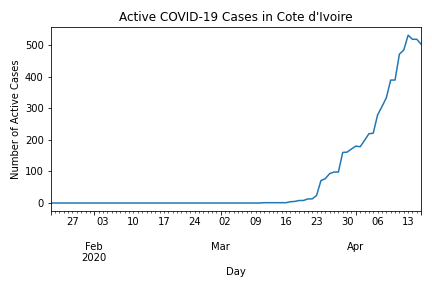 Active COVID-19 Cases in Cote d'Ivoire
Number of Active Cases
500
400
300
200
100
0
27 03 10 17 24 02 09 16 23 30 06 13
Feb Mar Apr
2020
Day